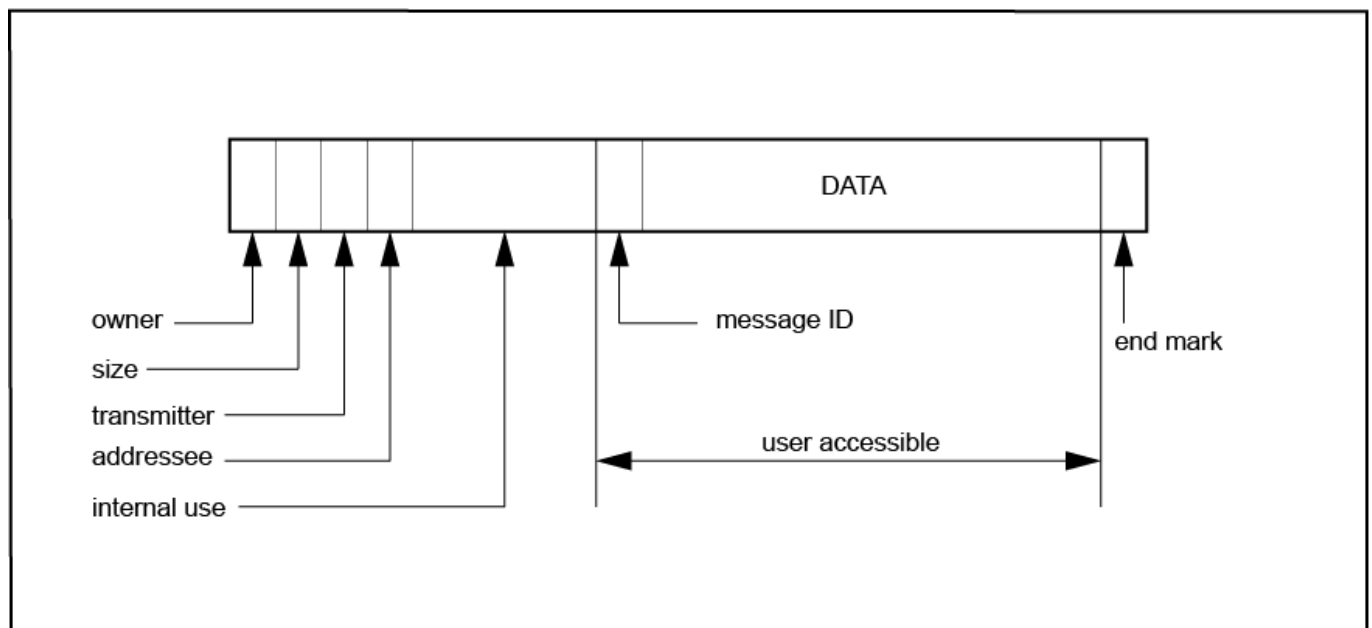 DATA
owner
message ID
end mark
size
transmitter
user accessible
addressee
internal use